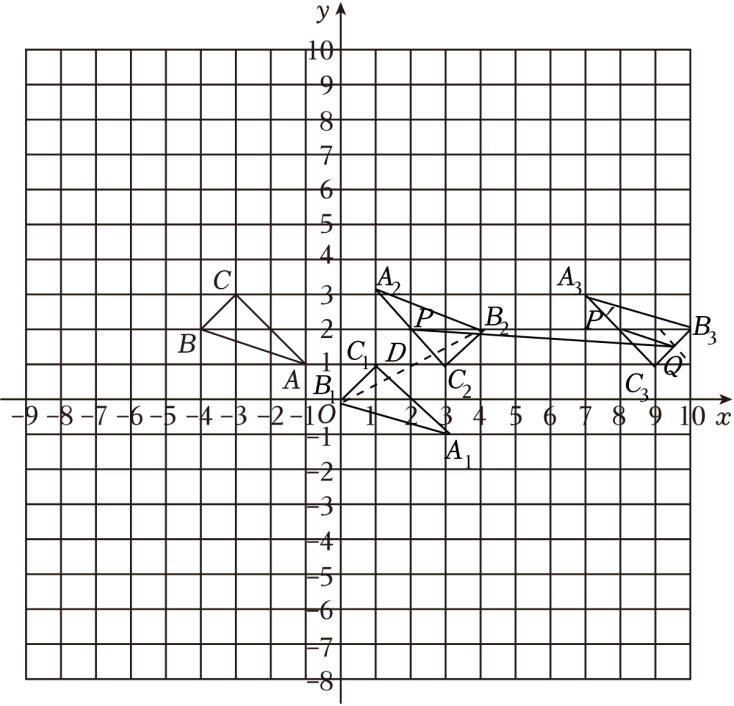 y
10
9
8
7
6
5
4
3
2
1
A₂
A₃
C
P
B₂
P′
B₃
B
C₁
D
A
B₁
C₂
C₃
Q′
−9 −8 −7 −6 −5 −4 −3 −2 −1 O 1 2 3 4 5 6 7 8 9 10 x
−1
A₁
−2
−3
−4
−5
−6
−7
−8